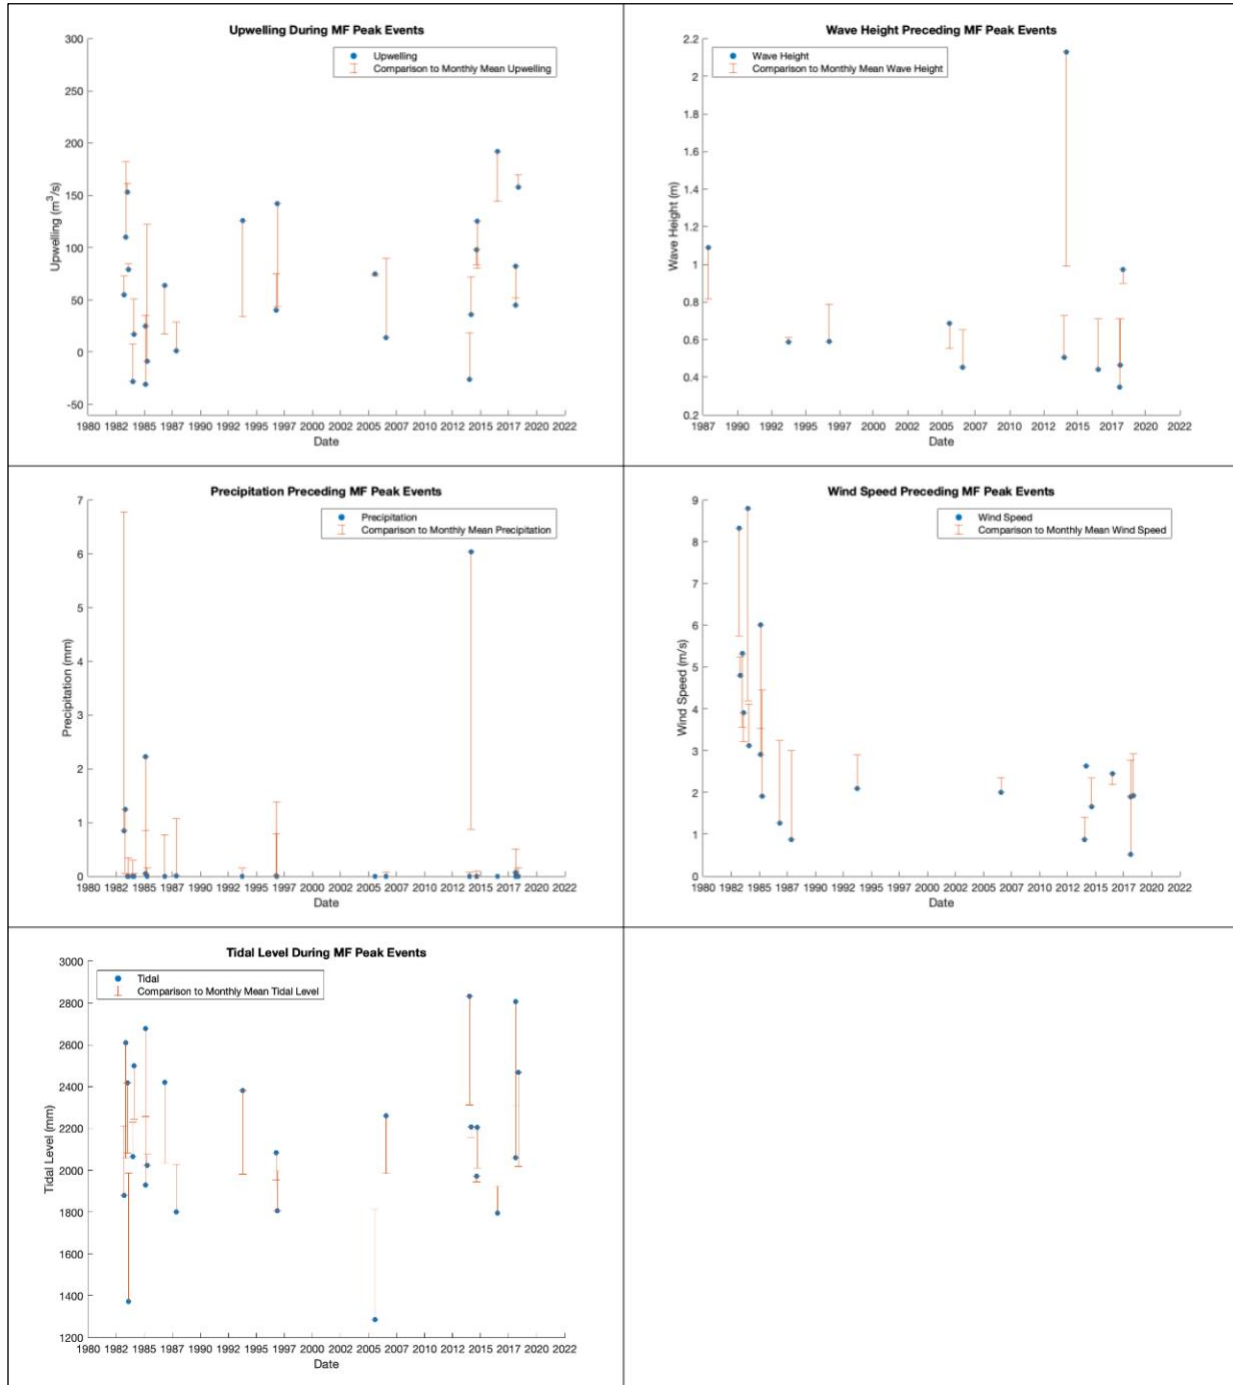 Upwelling During MF Peak Events
Upwelling
Comparison to Monthly Mean Upwelling
300
250
200
150
100
50
0
-50
Upwelling (m³/s)
1980 1982 1985 1987 1990 1992 1995 1997 2000 2002 2005 2007 2010 2012 2015 2017 2020 2022
Date
Wave Height Preceding MF Peak Events
Wave Height
Comparison to Monthly Mean Wave Height
2.2
2
1.8
1.6
1.4
1.2
1
0.8
0.6
0.4
0.2
Wave Height (m)
1987 1990 1992 1995 1997 2000 2002 2005 2007 2010 2012 2015 2017 2020 2022
Date
Precipitation Preceding MF Peak Events
Precipitation
Comparison to Monthly Mean Precipitation
7
6
5
4
3
2
1
0
Precipitation (mm)
1980 1982 1985 1987 1990 1992 1995 1997 2000 2002 2005 2007 2010 2012 2015 2017 2020 2022
Date
Wind Speed Preceding MF Peak Events
Wind Speed
Comparison to Monthly Mean Wind Speed
9
8
7
6
5
4
3
2
1
0
Wind Speed (m/s)
1980 1982 1985 1987 1990 1992 1995 1997 2000 2002 2005 2007 2010 2012 2015 2017 2020 2022
Date
Tidal Level During MF Peak Events
Tidal
Comparison to Monthly Mean Tidal Level
3000
2800
2600
2400
2200
2000
1800
1600
1400
1200
Tidal Level (mm)
1980 1982 1985 1987 1990 1992 1995 1997 2000 2002 2005 2007 2010 2012 2015 2017 2020 2022
Date